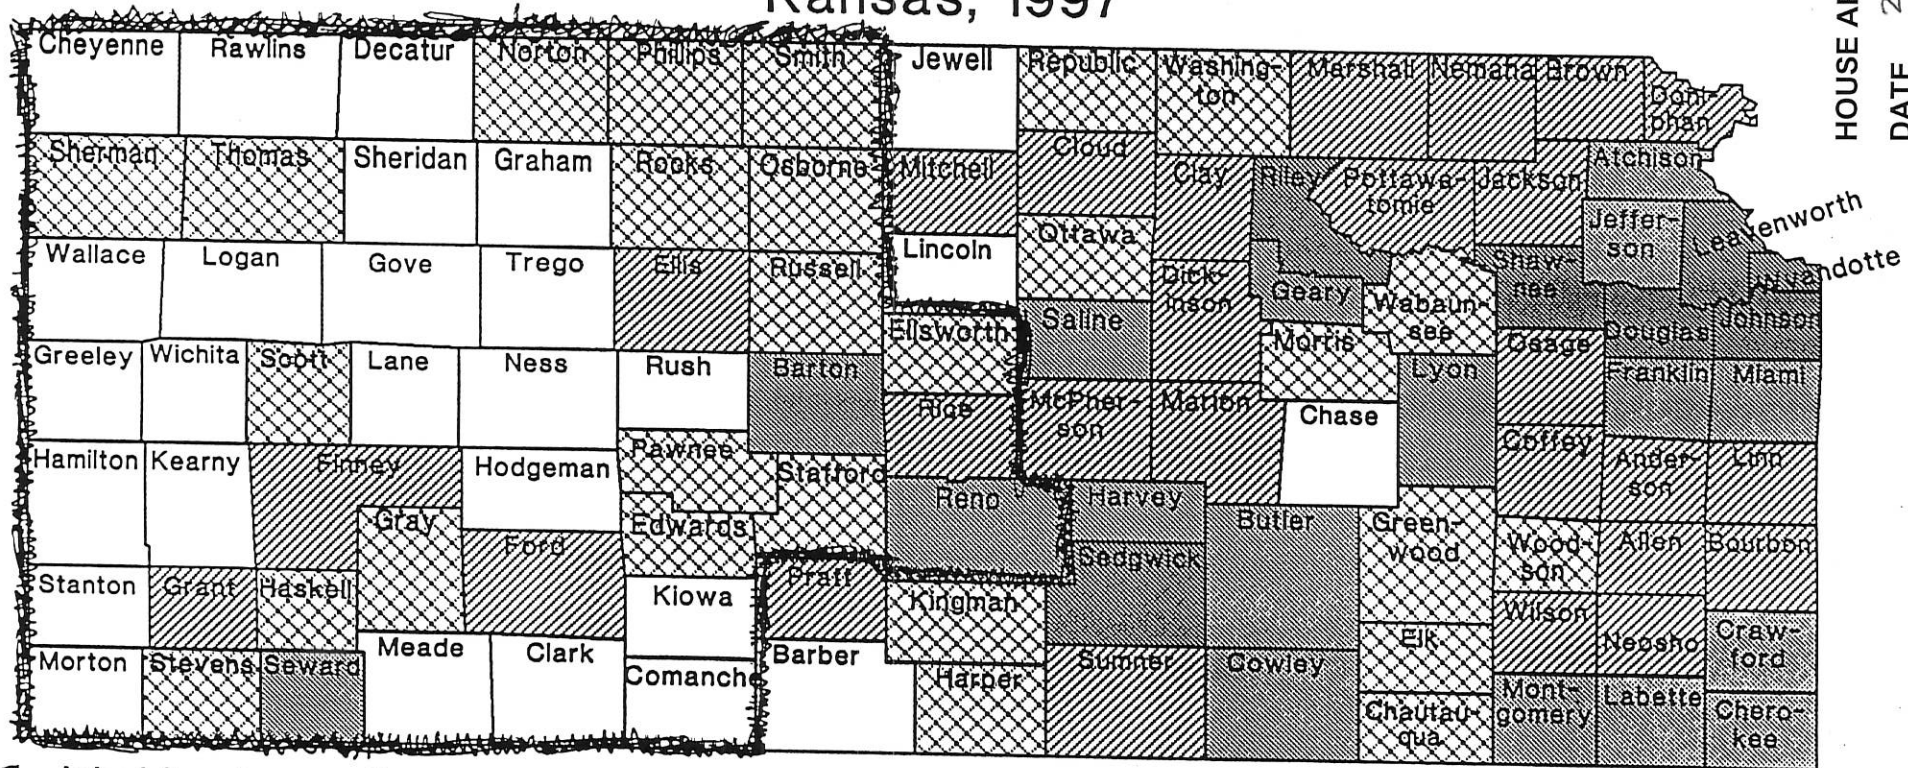 Kansas, 1997
Cheyenne Rawlins Decatur Norton Phillips Smith Jewell Republic Washing-
ton Marshall Nemaha Brown Doni-
phan
Sherman Thomas Sheridan Graham Rooks Osborne Mitchell Cloud Clay Riley Pottawa-
tomie Jackson Atchison
Jeffer-
son Leavenworth
Wyandotte
Wallace Logan Gove Trego Ellis Russell Lincoln Ottawa Dick-
inson Geary Wabaun-
see Shaw-
nee Douglas Johnson
Greeley Wichita Scott Lane Ness Rush Barton Ellsworth Saline Morris Lyon Osage Franklin Miami
Rice McPher-
son Marion Chase
Hamilton Kearny Finney Hodgeman Pawnee Stafford Reno Harvey Butler Green-
wood Coffey Ander-
son Linn
Gray Ford Edwards Sedgwick Wood-
son Allen Bourbon
Stanton Grant Haskell Kiowa Pratt Kingman Elk Wilson Neosho Craw-
ford
Morton Stevens Seward Meade Clark Comanche Barber Harper Sumner Cowley Chautau-
qua Mont-
gomery Labette Chero-
kee
HOUSE
DATE